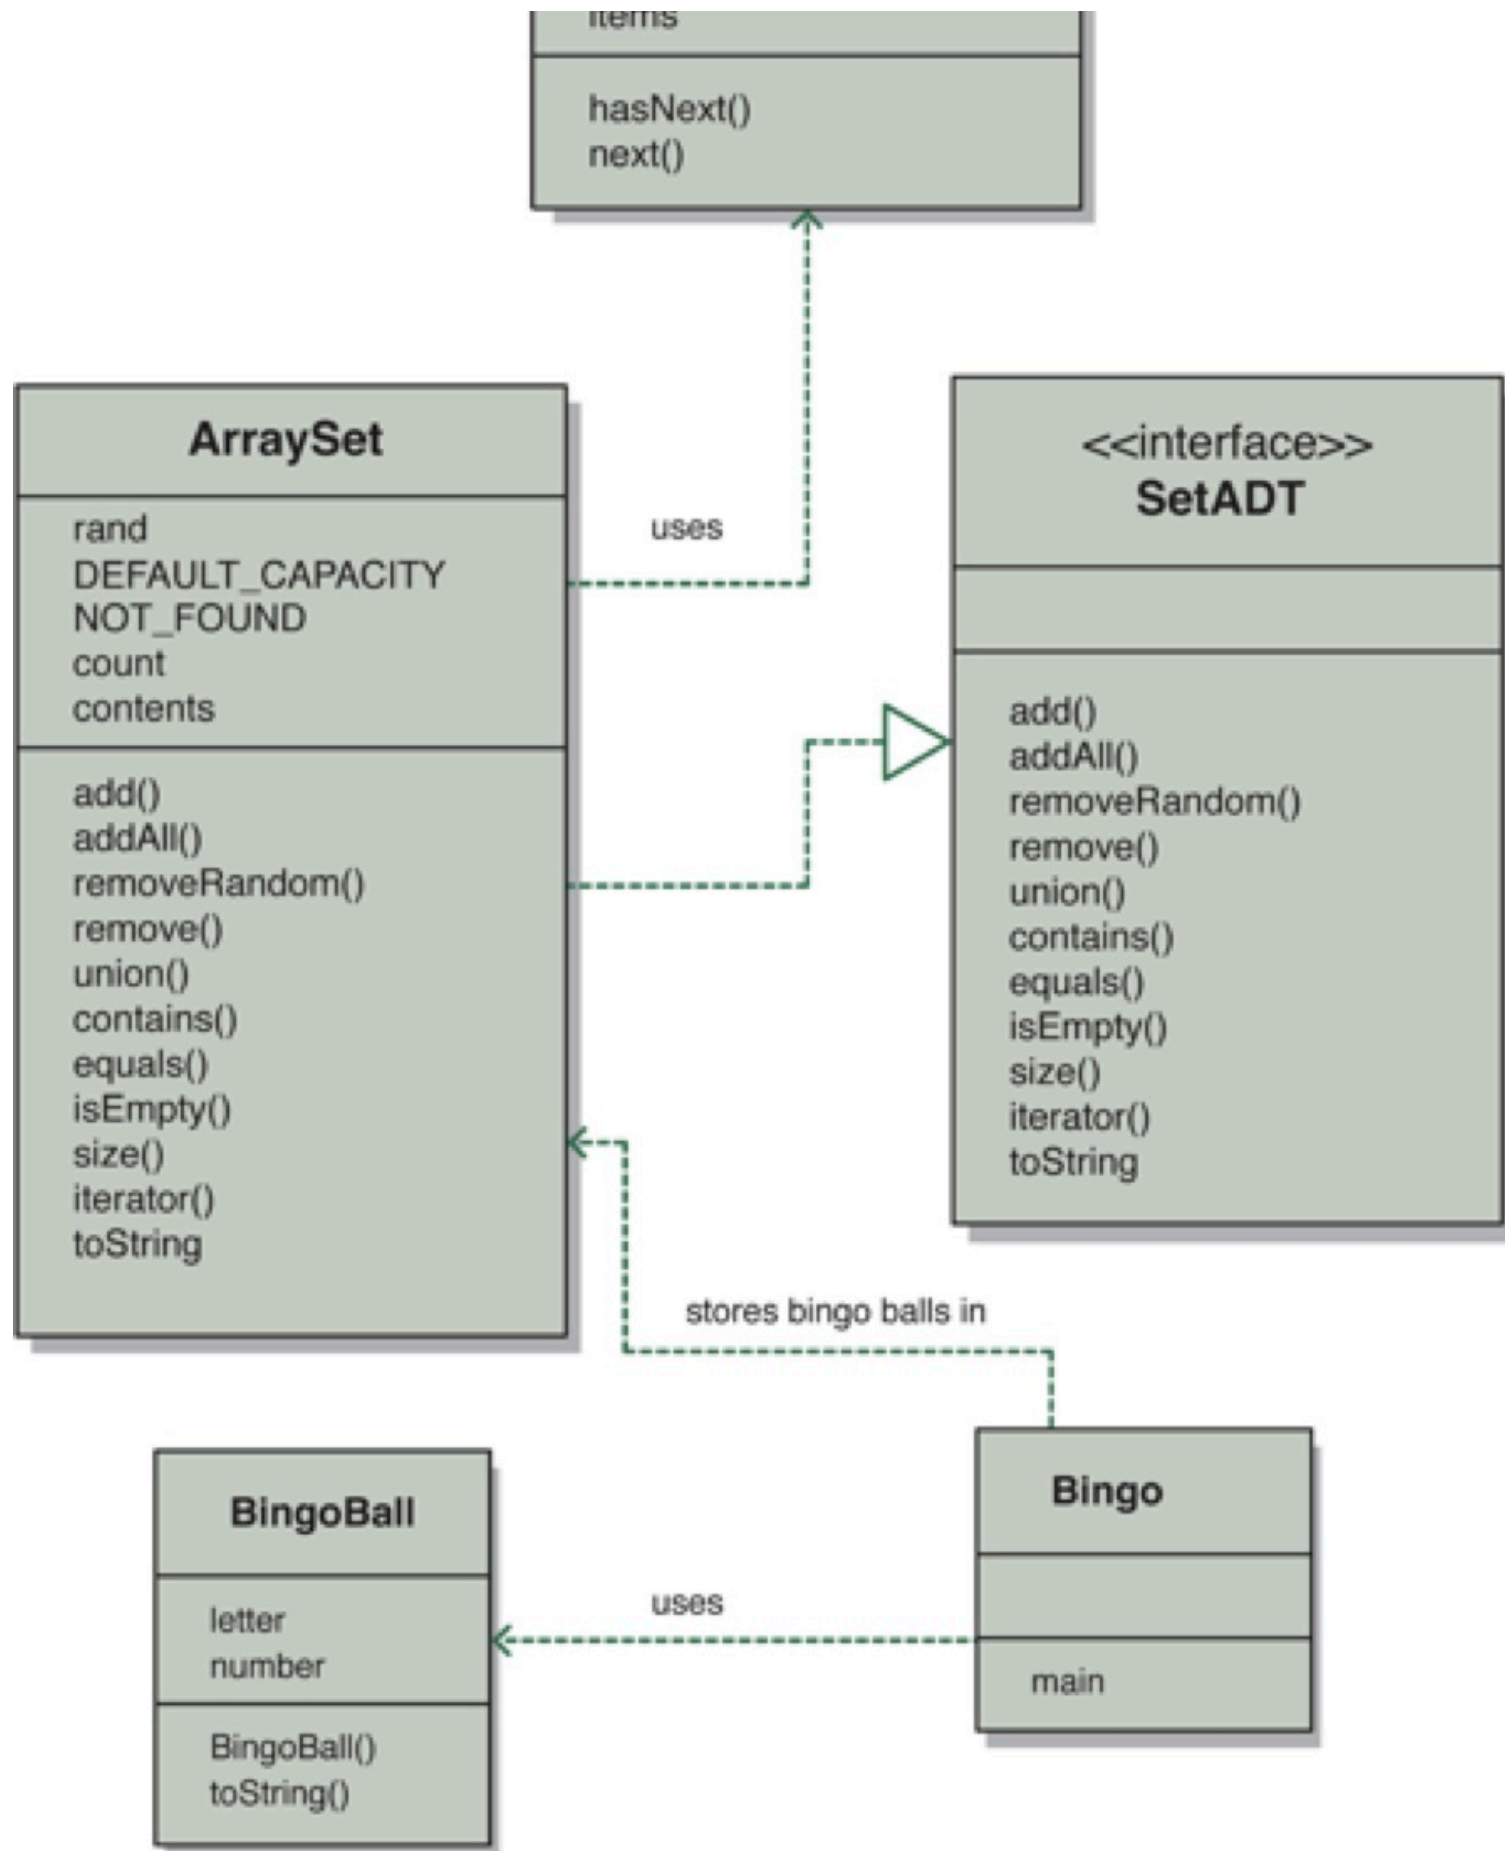 items
hasNext()
next()
ArraySet
rand
DEFAULT_CAPACITY
NOT_FOUND
count
contents
add()
addAll()
removeRandom()
remove()
union()
contains()
equals()
isEmpty()
size()
iterator()
toString
uses
<<interface>>
SetADT
add()
addAll()
removeRandom()
remove()
union()
contains()
equals()
isEmpty()
size()
iterator()
toString
stores bingo balls in
BingoBall
letter
number
BingoBall()
toString()
uses
Bingo
main